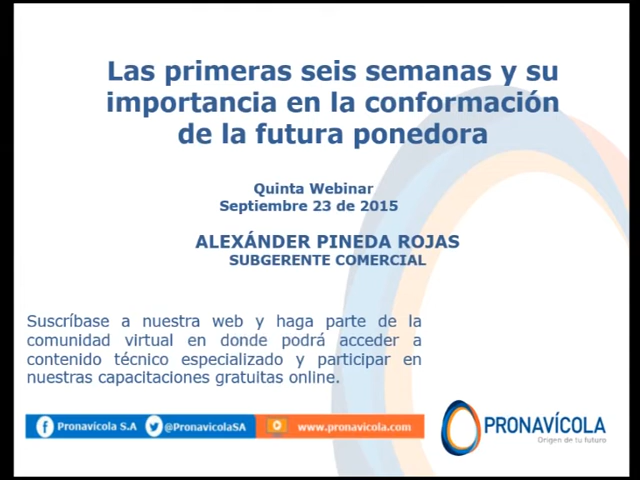 Las primeras seis semanas y su
importancia en la conformación
de la futura ponedora
Quinta Webinar
Septiembre 23 de 2015
ALEXÁNDER PINEDA ROJAS
SUBGERENTE COMERCIAL
Suscríbase a nuestra web y haga parte de la
comunidad virtual en donde podrá acceder a
contenido técnico especializado y participar en
nuestras capacitaciones gratuitas online.
Pronavícola S.A @PronavicolaSA www.pronavicola.com
PRONAVÍCOLA
Origen de tu futuro